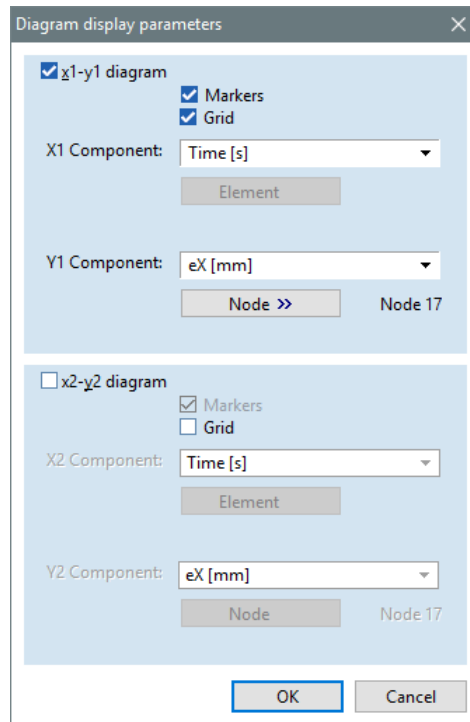 Diagram display parameters
x1-y1 diagram
Markers
Grid
X1 Component: Time [s]
Element
Y1 Component: eX [mm]
Node >> Node 17
x2-y2 diagram
Markers
Grid
X2 Component: Time [s]
Element
Y2 Component: eX [mm]
Node Node 17
OK Cancel